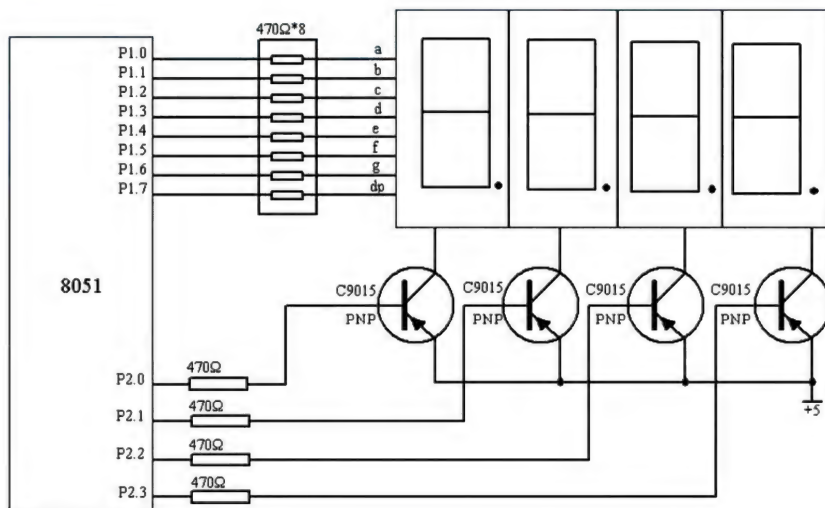 470Ω*8
P1.0 a
P1.1 b
P1.2 c
P1.3 d
P1.4 e
P1.5 f
P1.6 g
P1.7 dp
8051
C9015 C9015 C9015 C9015
PNP PNP PNP PNP
470Ω
P2.0
470Ω
P2.1
470Ω
P2.2
470Ω
P2.3
+5